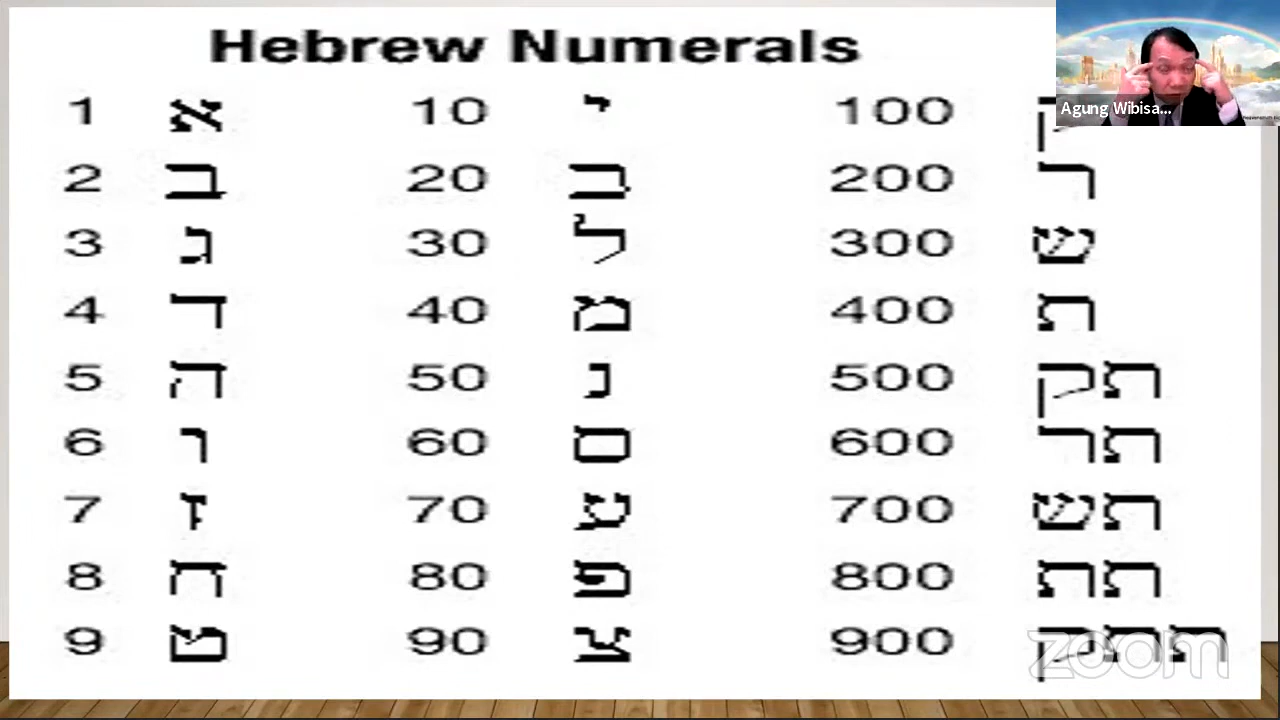 Hebrew Numerals
1 א 10 י 100 ק
2 ב 20 כ 200 ר
3 ג 30 ל 300 ש
4 ד 40 מ 400 ת
5 ה 50 נ 500 תק
6 ו 60 ס 600 תר
7 ז 70 ע 700 תש
8 ח 80 פ 800 תת
9 ט 90 צ 900 תתק
Agung Wibisa...
zoom